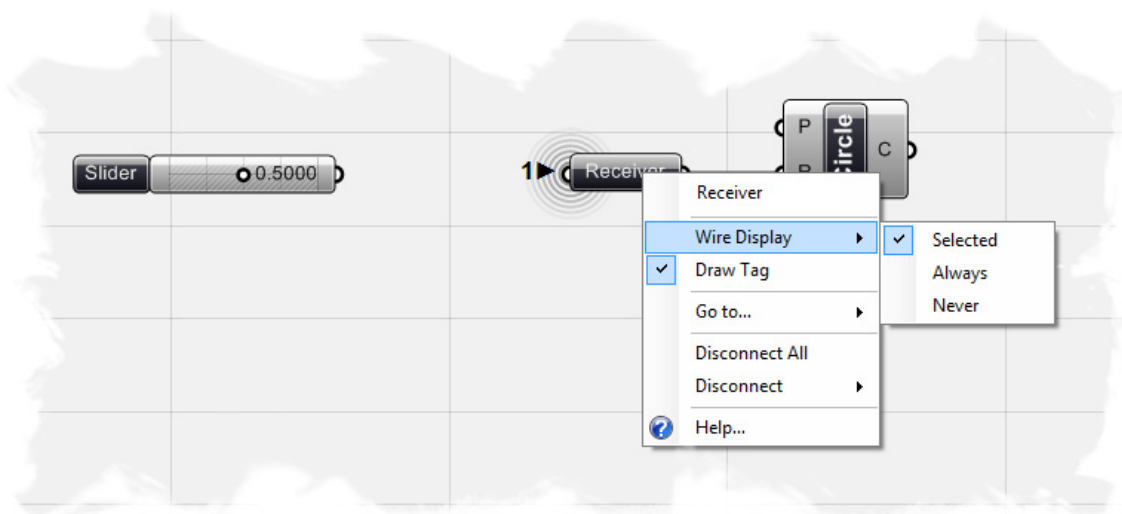 Slider
0.5000
1
Receiver
P
R
Circle
C
Receiver
Wire Display
Draw Tag
Go to...
Disconnect All
Disconnect
Help...
Selected
Always
Never